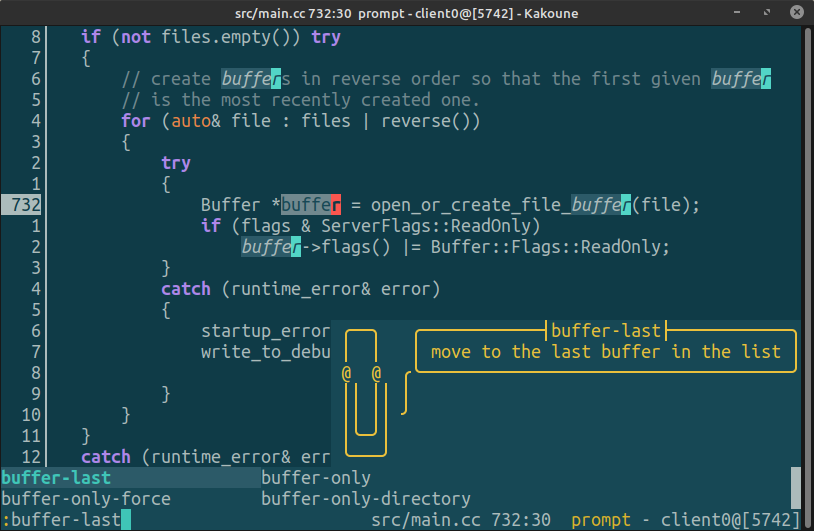 src/main.cc 732:30 prompt - client0@[5742] - Kakoune
8 if (not files.empty()) try
7 {
6 // create buffers in reverse order so that the first given buffer
5 // is the most recently created one.
4 for (auto& file : files | reverse())
3 {
2 try
1 {
732 Buffer *buffer = open_or_create_file_buffer(file);
1 if (flags & ServerFlags::ReadOnly)
2 buffer->flags() |= Buffer::Flags::ReadOnly;
3 }
4 catch (runtime_error& error)
5 {
6 startup_error
buffer-last
7 write_to_debu
move to the last buffer in the list
8
@ @
9 }
10 }
11 }
12 catch (runtime_error& err
buffer-last buffer-only
buffer-only-force buffer-only-directory
:buffer-last src/main.cc 732:30 prompt - client0@[5742]